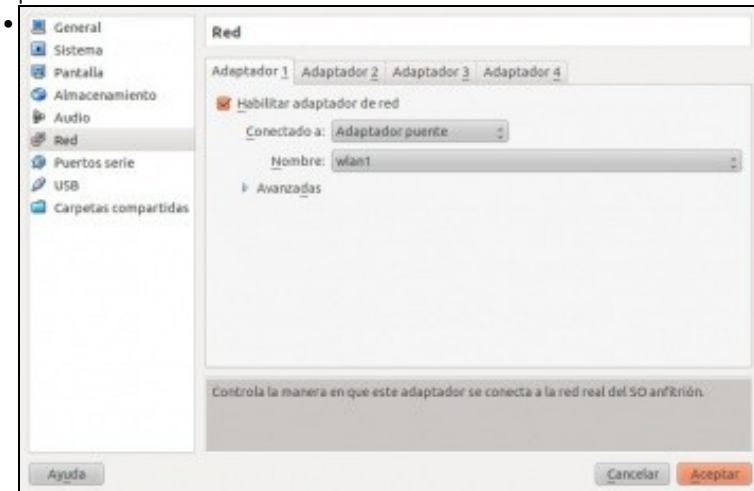 General
Sistema
Pantalla
Almacenamiento
Audio
Red
Puertos serie
USB
Carpetas compartidas
Red
Adaptador 1 Adaptador 2 Adaptador 3 Adaptador 4
Habilitar adaptador de red
Conectado a: Adaptador puente
Nombre: wlan1
Avanzadas
Controla la manera en que este adaptador se conecta a la red real del SO anfitrión.
Ayuda Cancelar Aceptar